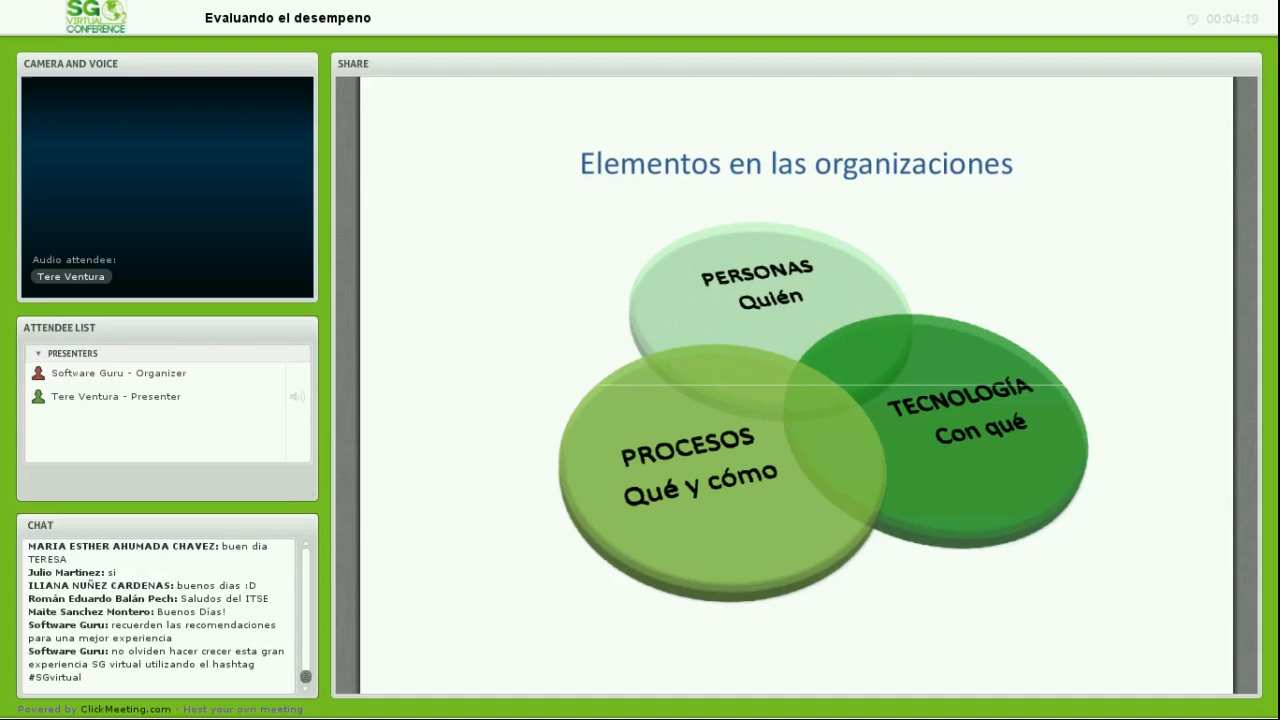 SG
VIRTUAL
CONFERENCE
Evaluando el desempeno
00:04:10
CAMERA AND VOICE
Audio attendee:
Tere Ventura
ATTENDEE LIST
PRESENTERS
Software Guru - Organizer
Tere Ventura - Presenter
CHAT
MARIA ESTHER AHUMADA CHAVEZ: buen dia
TERESA
Julio Martinez: si
ILIANA NUÑEZ CARDENAS: buenos dias :D
Román Eduardo Balán Pech: Saludos del ITSE
Maite Sanchez Montero: Buenos Días!
Software Guru: recuerden las recomendaciones
para una mejor experiencia
Software Guru: no olviden hacer crecer esta gran
experiencia SG virtual utilizando el hashtag
#SGvirtual
Powered by ClickMeeting.com - Host your own meeting
SHARE
Elementos en las organizaciones
PERSONAS
Quién
TECNOLOGÍA
Con qué
PROCESOS
Qué y cómo